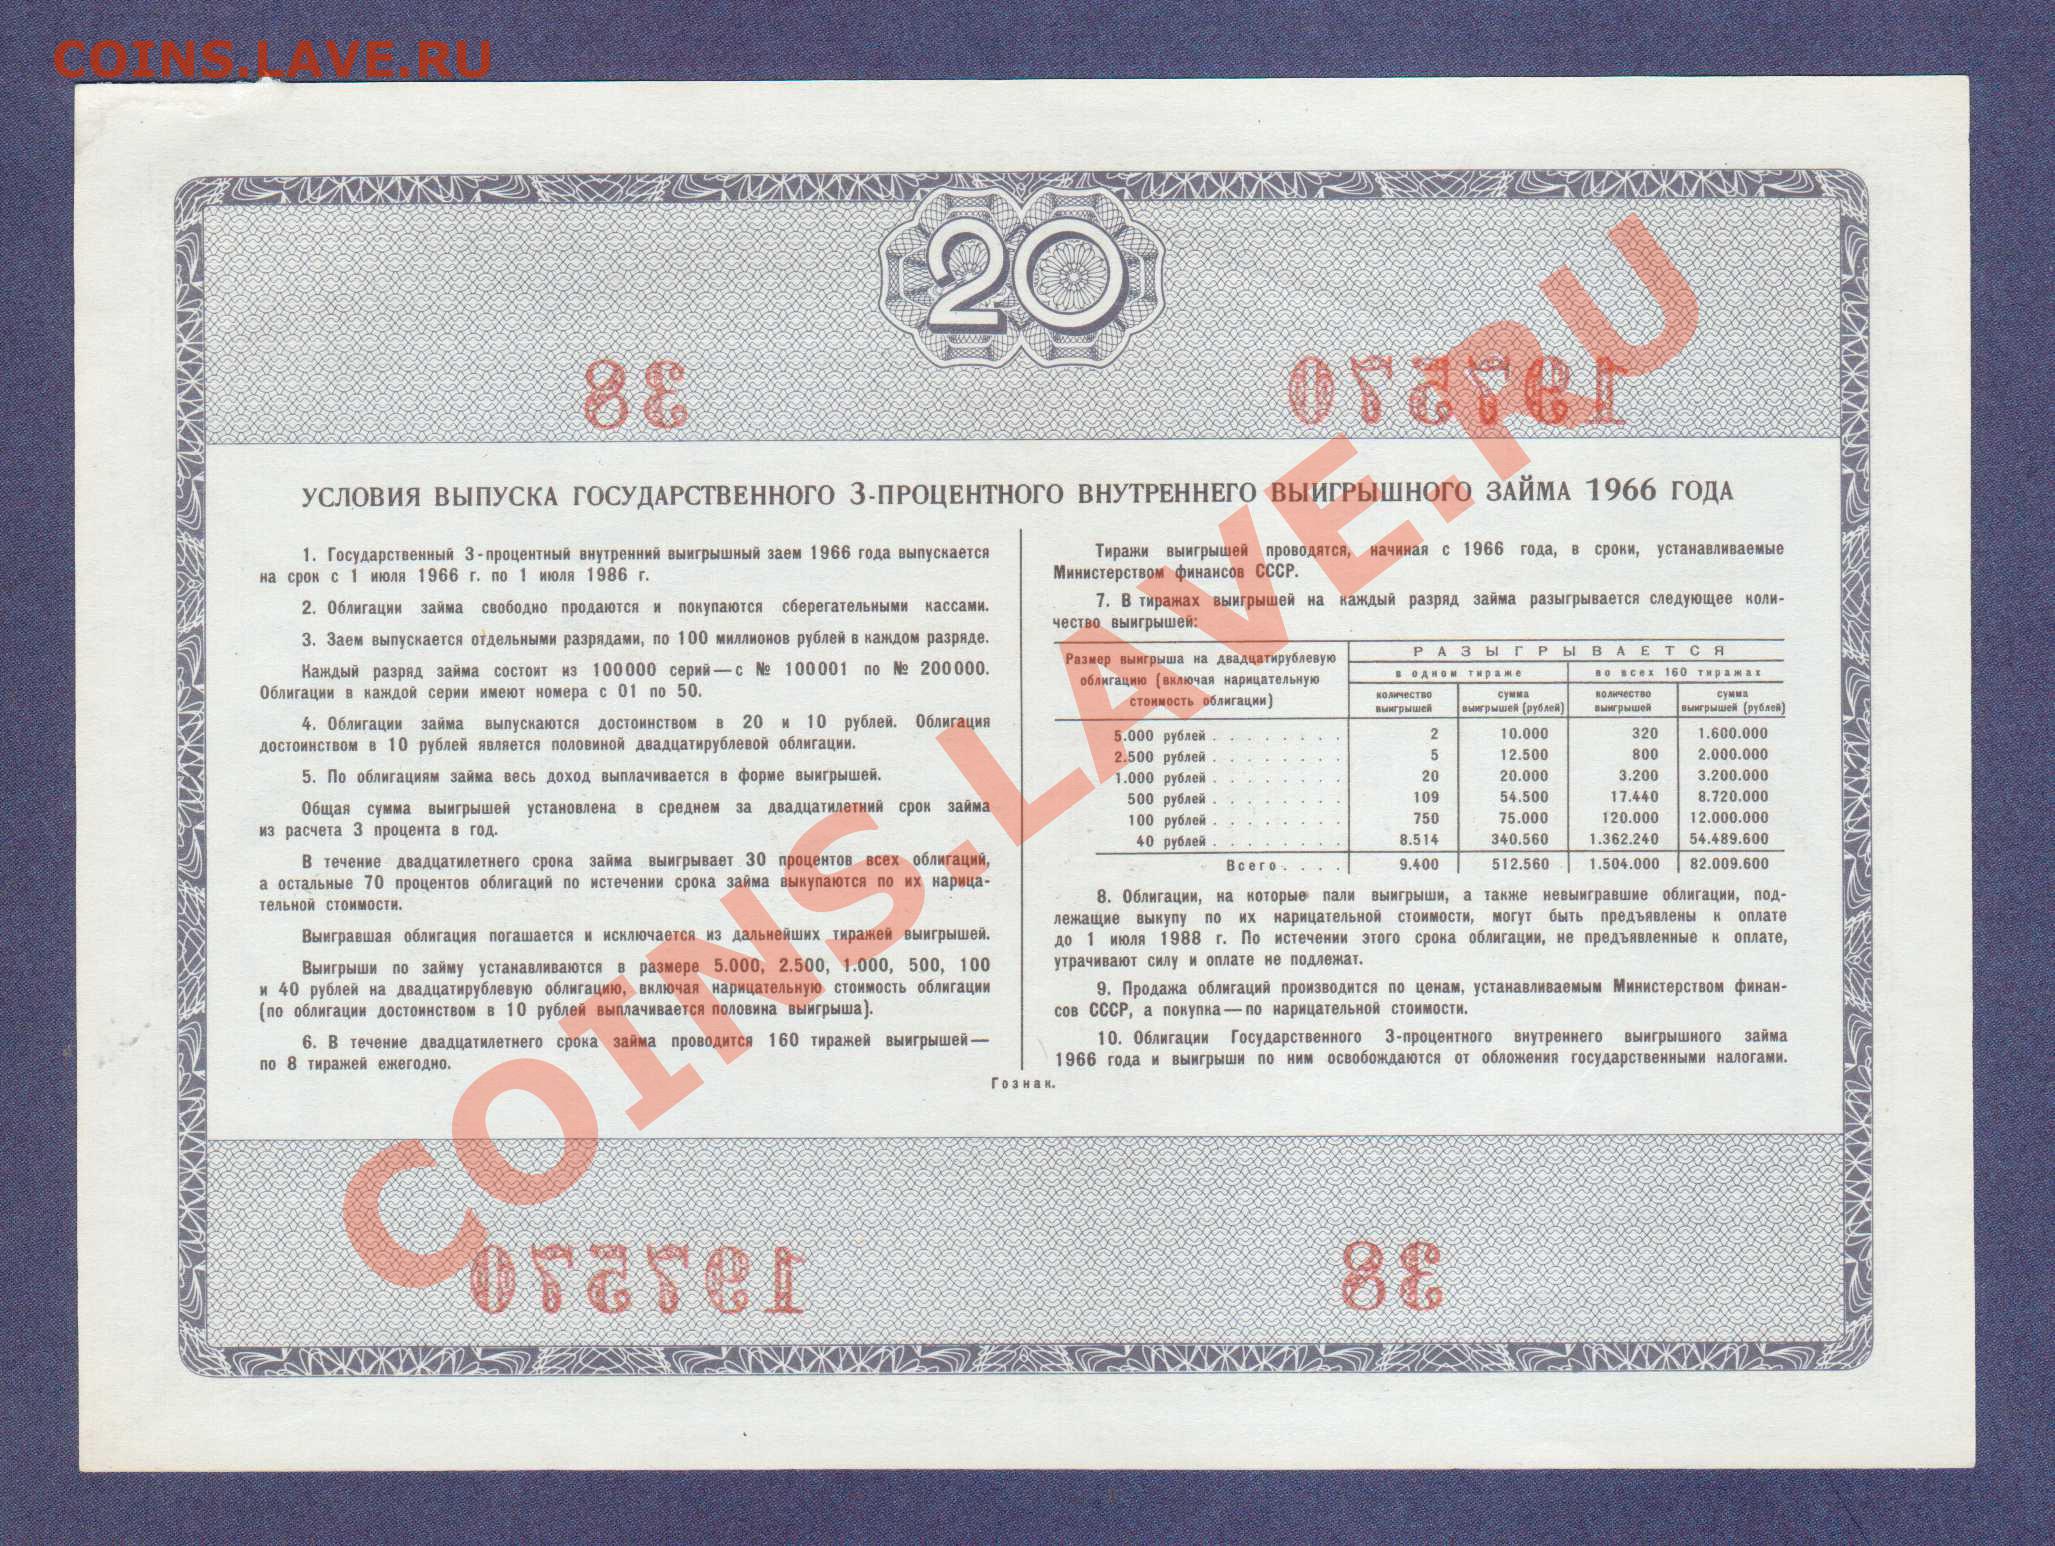 COINS.LAVE.RU
20
38 197570
УСЛОВИЯ ВЫПУСКА ГОСУДАРСТВЕННОГО 3-ПРОЦЕНТНОГО ВНУТРЕННЕГО ВЫИГРЫШНОГО ЗАЙМА 1966 ГОДА
1. Государственный 3-процентный внутренний выигрышный заем 1966 года выпускается
на срок с 1 июля 1966 г. по 1 июля 1986 г.
2. Облигации займа свободно продаются и покупаются сберегательными кассами.
3. Заем выпускается отдельными разрядами, по 100 миллионов рублей в каждом разряде.
Каждый разряд займа состоит из 100000 серий — с № 100001 по № 200000.
Облигации в каждой серии имеют номера с 01 по 50.
4. Облигации займа выпускаются достоинством в 20 и 10 рублей. Облигация
достоинством в 10 рублей является половиной двадцатирублевой облигации.
5. По облигациям займа весь доход выплачивается в форме выигрышей.
Общая сумма выигрышей установлена в среднем за двадцатилетний срок займа
из расчета 3 процента в год.
В течение двадцатилетнего срока займа выигрывает 30 процентов всех облигаций,
а остальные 70 процентов облигаций по истечении срока займа выкупаются по их нарица-
тельной стоимости.
Выигравшая облигация погашается и исключается из дальнейших тиражей выигрышей.
Выигрыши по займу устанавливаются в размере 5.000, 2.500, 1.000, 500, 100
и 40 рублей на двадцатирублевую облигацию, включая нарицательную стоимость облигации
(по облигации достоинством в 10 рублей выплачивается половина выигрыша).
6. В течение двадцатилетнего срока займа проводится 160 тиражей выигрышей —
по 8 тиражей ежегодно.
Тиражи выигрышей проводятся, начиная с 1966 года, в сроки, устанавливаемые
Министерством финансов СССР.
7. В тиражах выигрышей на каждый разряд займа разыгрывается следующее коли-
чество выигрышей:
Размер выигрыша на двадцатирублевую
облигацию (включая нарицательную
стоимость облигации)
РАЗЫГРЫВАЕТСЯ
в одном тираже во всех 160 тиражах
количество выигрышей сумма выигрышей (рублей) количество выигрышей сумма выигрышей (рублей)
5.000 рублей . . . . . . . . 2 10.000 320 1.600.000
2.500 рублей . . . . . . . . 5 12.500 800 2.000.000
1.000 рублей . . . . . . . . 20 20.000 3.200 3.200.000
500 рублей . . . . . . . . 109 54.500 17.440 8.720.000
100 рублей . . . . . . . . 750 75.000 120.000 12.000.000
40 рублей . . . . . . . . 8.514 340.560 1.362.240 54.489.600
Всего . . . . 9.400 512.560 1.504.000 82.009.600
8. Облигации, на которые пали выигрыши, а также невыигравшие облигации, под-
лежащие выкупу по их нарицательной стоимости, могут быть предъявлены к оплате
до 1 июля 1988 г. По истечении этого срока облигации, не предъявленные к оплате,
утрачивают силу и оплате не подлежат.
9. Продажа облигаций производится по ценам, устанавливаемым Министерством финан-
сов СССР, а покупка — по нарицательной стоимости.
10. Облигации Государственного 3-процентного внутреннего выигрышного займа
1966 года и выигрыши по ним освобождаются от обложения государственными налогами.
Гознак.
197570 38
COINS.LAVE.RU